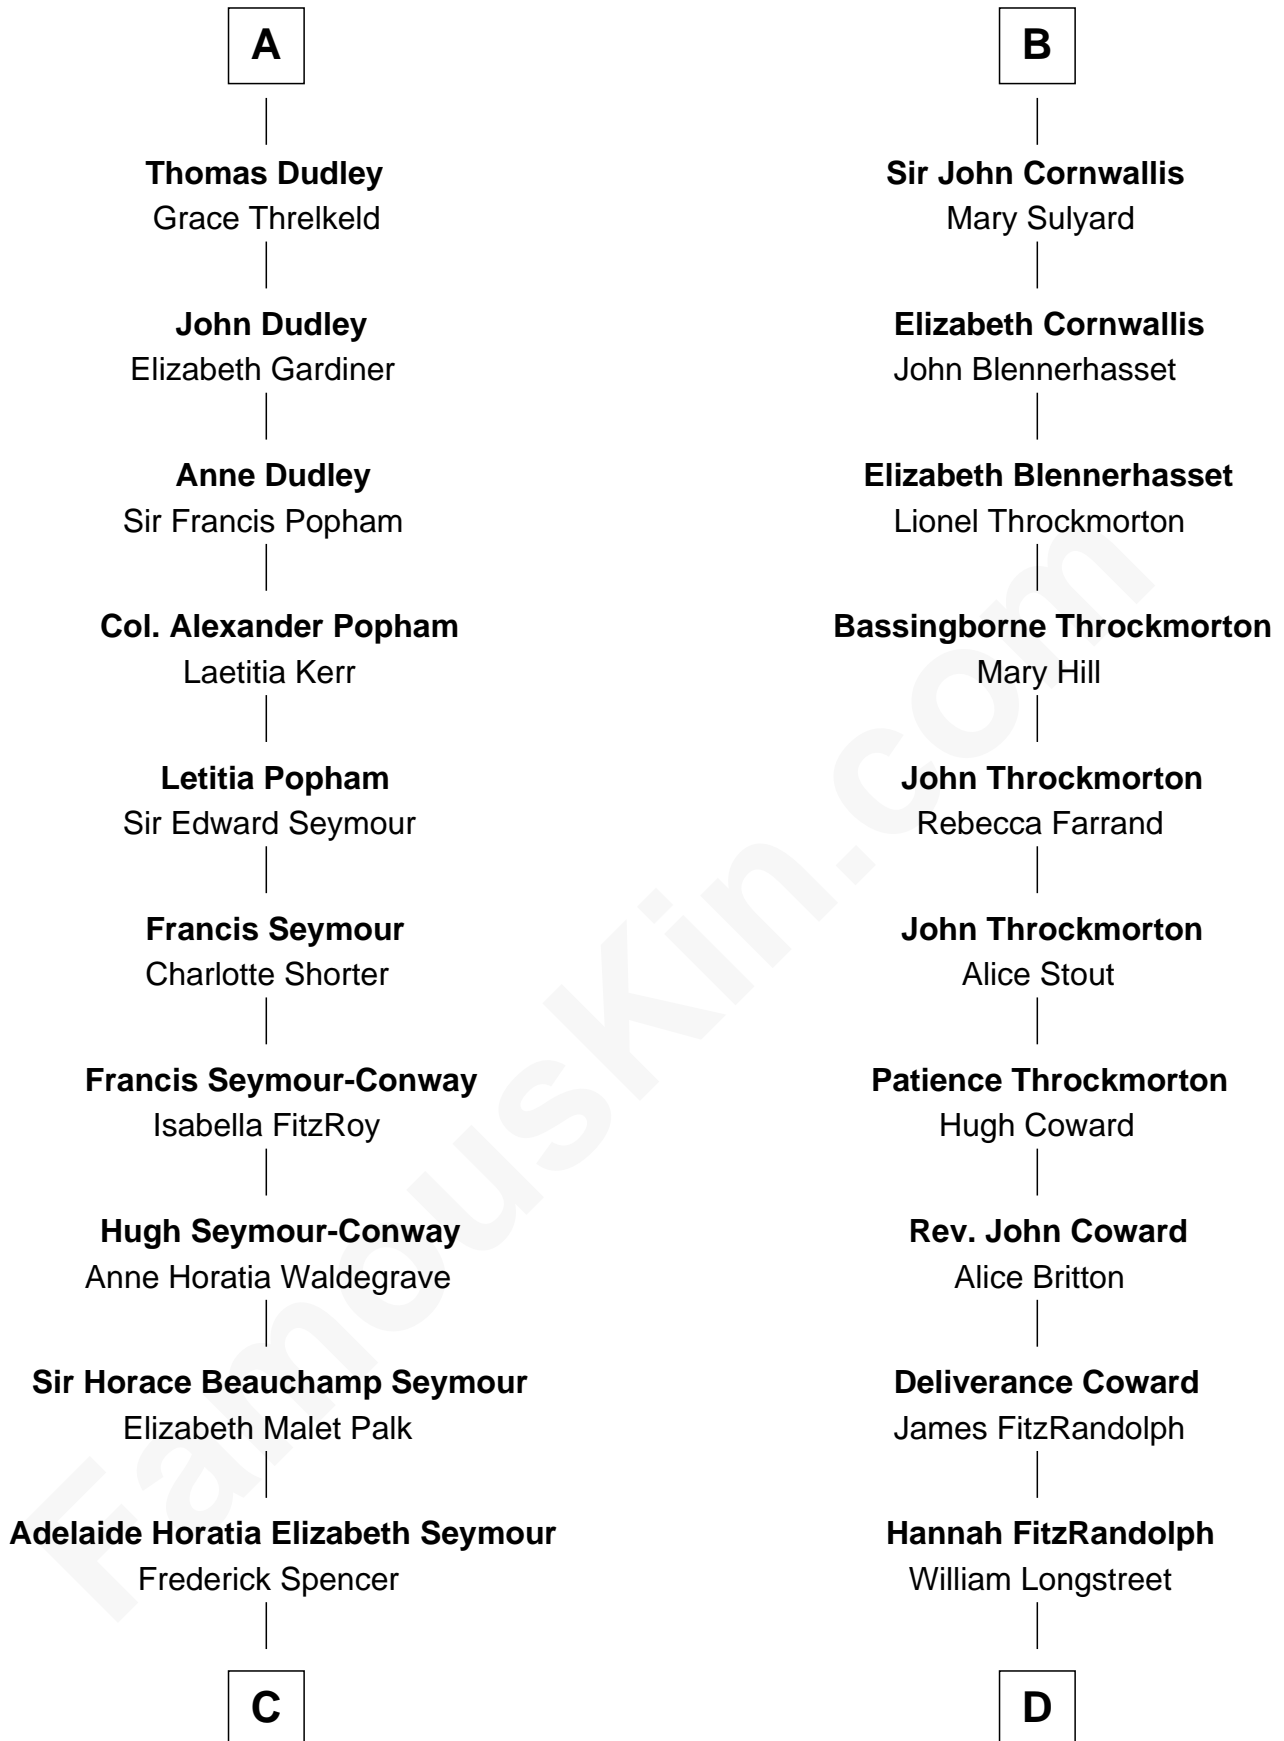 A
Thomas Dudley
Grace Threlkeld
John Dudley
Elizabeth Gardiner
Anne Dudley
Sir Francis Popham
Col. Alexander Popham
Laetitia Kerr
Letitia Popham
Sir Edward Seymour
Francis Seymour
Charlotte Shorter
Francis Seymour-Conway
Isabella FitzRoy
Hugh Seymour-Conway
Anne Horatia Waldegrave
Sir Horace Beauchamp Seymour
Elizabeth Malet Palk
Adelaide Horatia Elizabeth Seymour
Frederick Spencer
C
B
Sir John Cornwallis
Mary Sulyard
Elizabeth Cornwallis
John Blennerhasset
Elizabeth Blennerhasset
Lionel Throckmorton
Bassingborne Throckmorton
Mary Hill
John Throckmorton
Rebecca Farrand
John Throckmorton
Alice Stout
Patience Throckmorton
Hugh Coward
Rev. John Coward
Alice Britton
Deliverance Coward
James FitzRandolph
Hannah FitzRandolph
William Longstreet
D
FamousKin.com